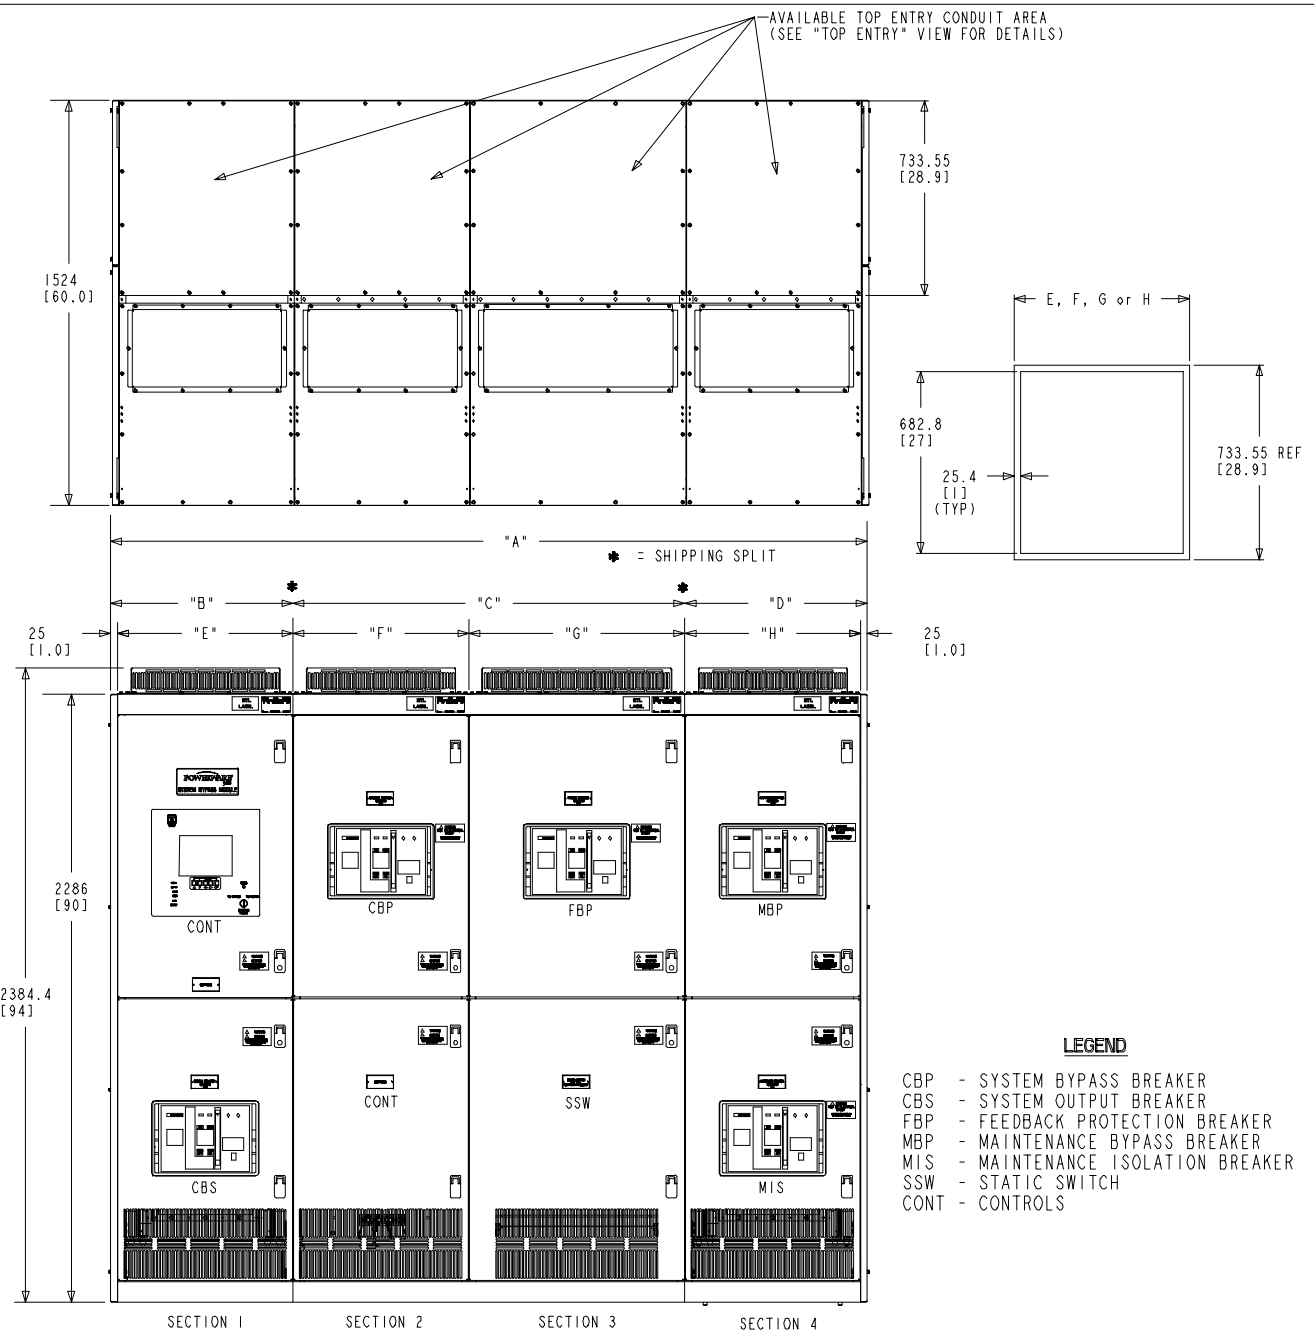 AVAILABLE TOP ENTRY CONDUIT AREA
(SEE "TOP ENTRY" VIEW FOR DETAILS)
733.55
[28.9]
1524
[60.0]
E, F, G or H
682.8
[27]
733.55 REF
[28.9]
25.4
[1]
(TYP)
"A"
* = SHIPPING SPLIT
* *
"B" "C" "D"
25
[1.0]
"E" "F" "G" "H"
25
[1.0]
POWERWARE
SYSTEM BYPASS MODULE
2286
[90]
CONT
CBP
FBP
MBP
2384.4
[94]
CONT
SSW
CBS
MIS
LEGEND
CBP - SYSTEM BYPASS BREAKER
CBS - SYSTEM OUTPUT BREAKER
FBP - FEEDBACK PROTECTION BREAKER
MBP - MAINTENANCE BYPASS BREAKER
MIS - MAINTENANCE ISOLATION BREAKER
SSW - STATIC SWITCH
CONT - CONTROLS
SECTION 1 SECTION 2 SECTION 3 SECTION 4